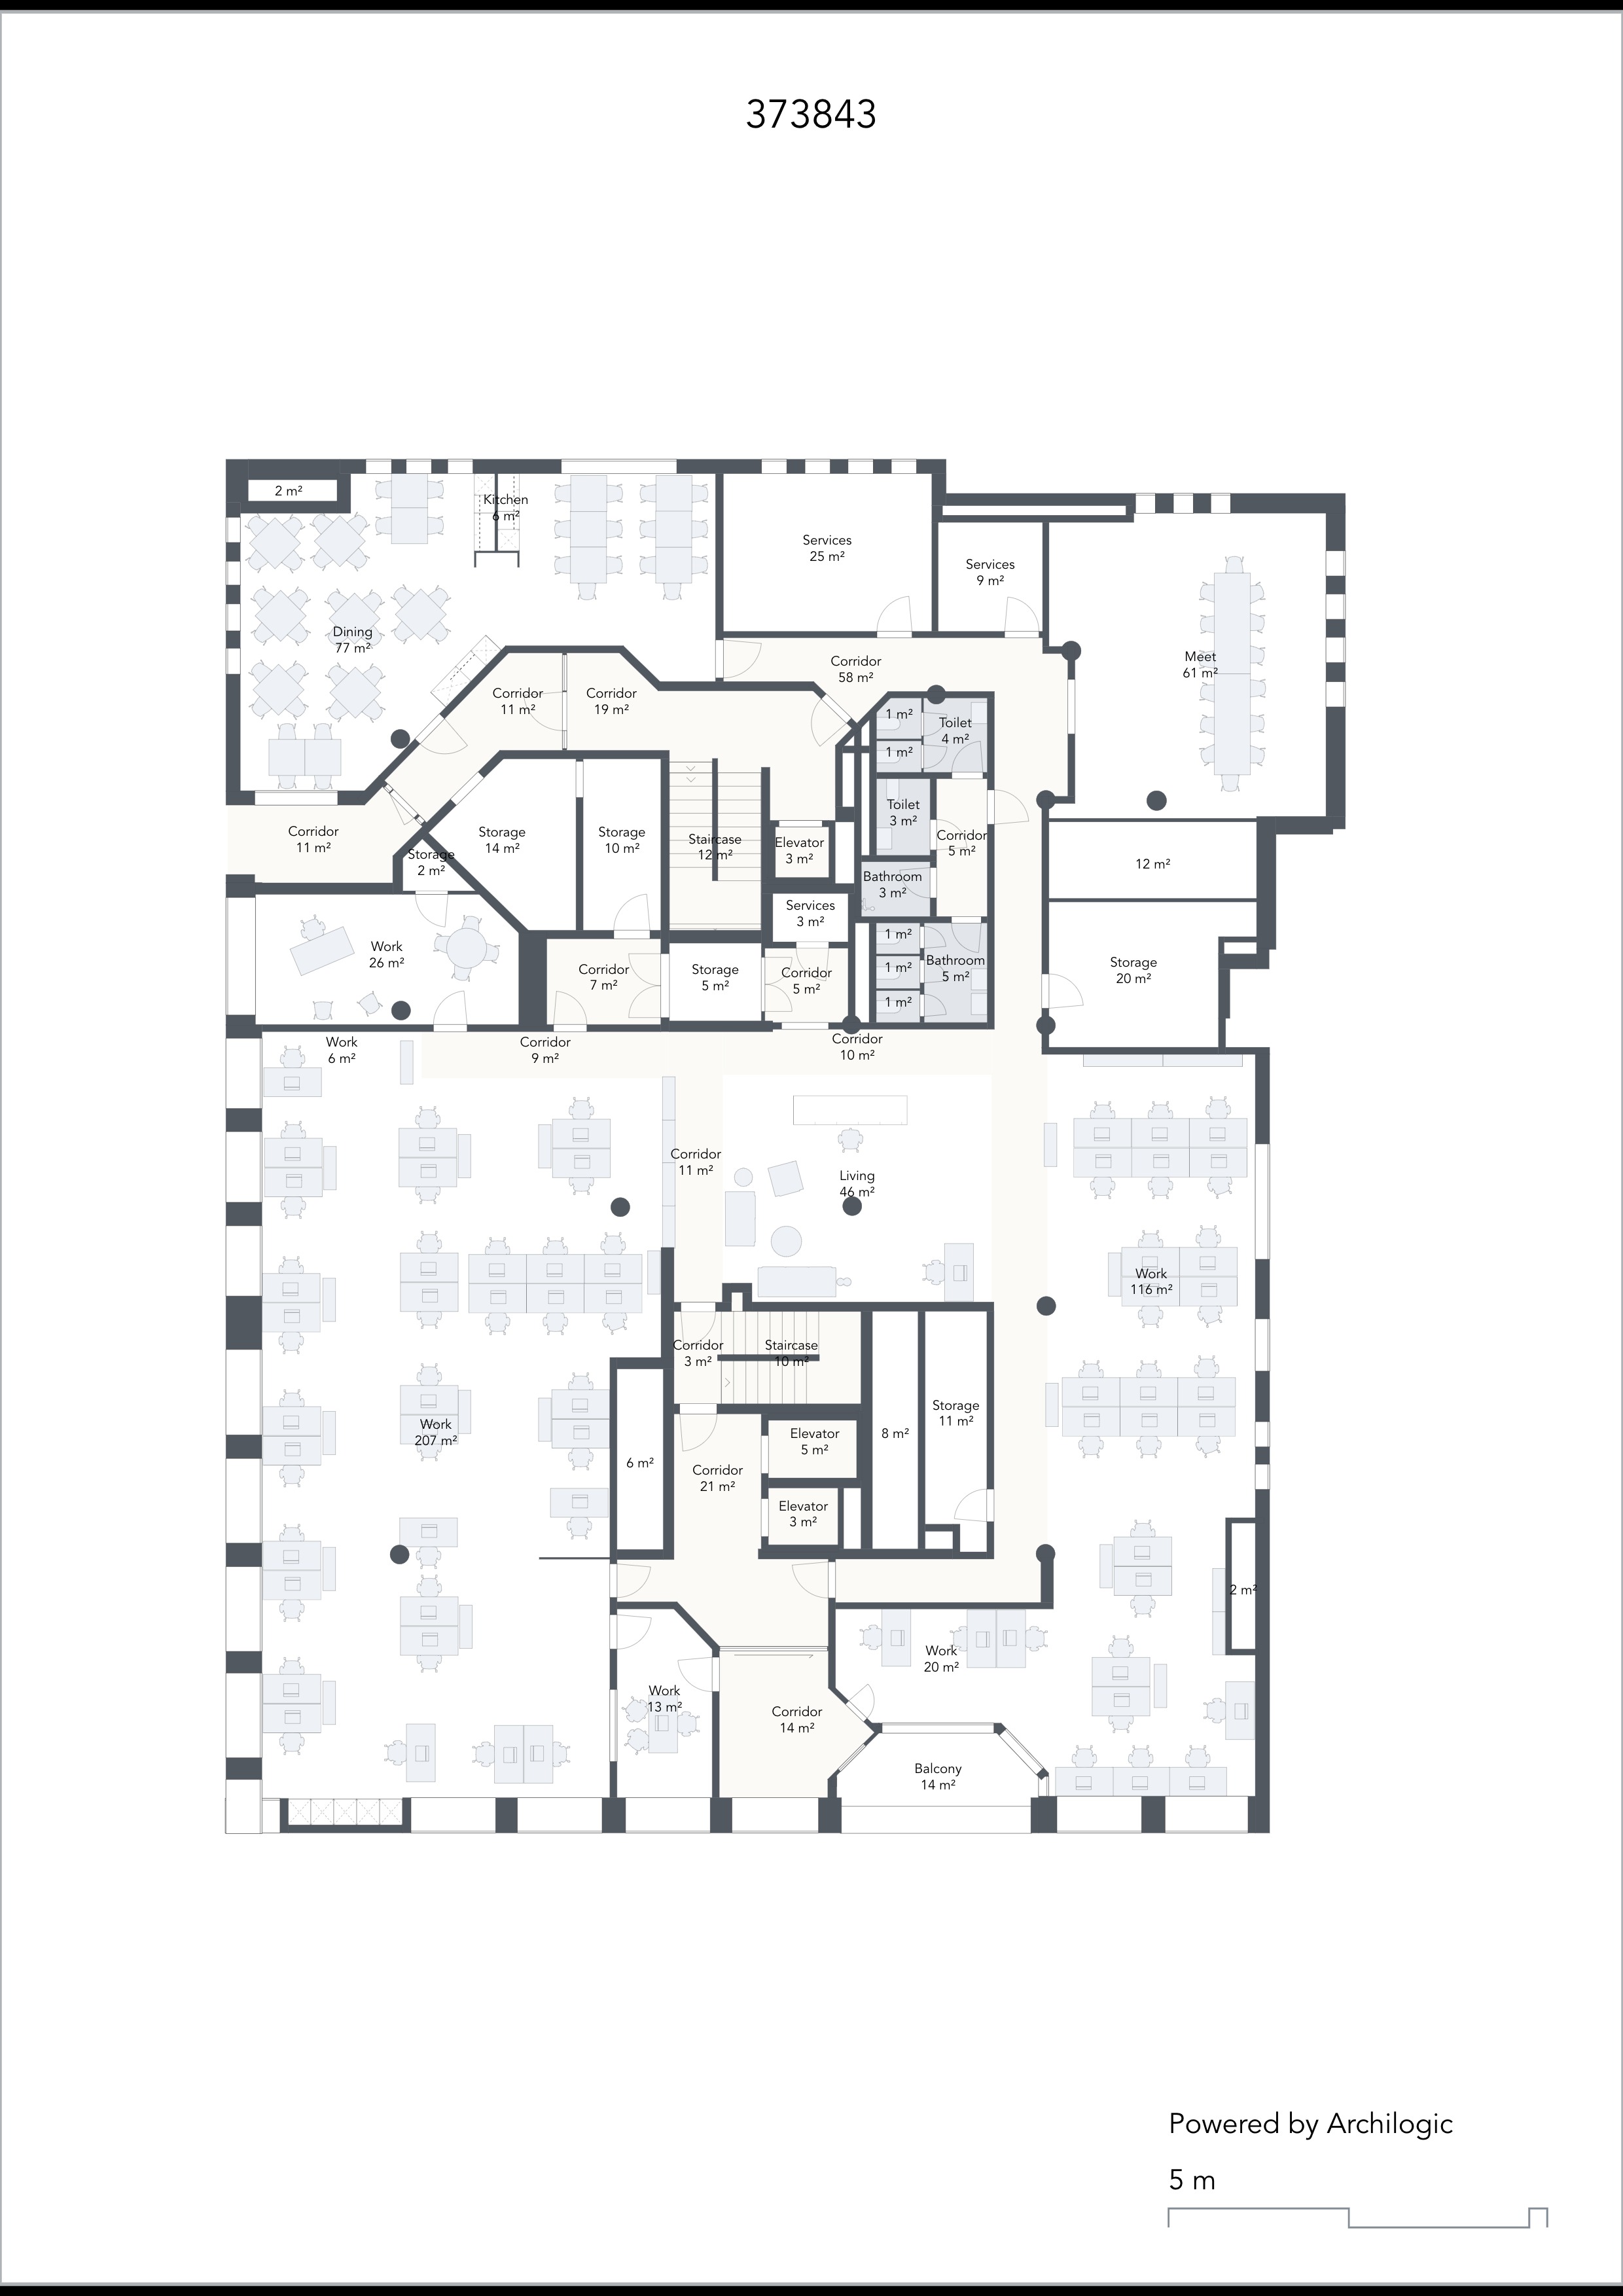 373843
2 m²
Kitchen
6 m²
Services
25 m²
Services
9 m²
Dining
77 m²
Corridor
58 m²
Meet
61 m²
Corridor
11 m²
Corridor
19 m²
1 m²
Toilet
4 m²
1 m²
Toilet
3 m²
Corridor
11 m²
Storage
14 m²
Storage
10 m²
Staircase
12 m²
Elevator
3 m²
Corridor
5 m²
Storage
2 m²
12 m²
Bathroom
3 m²
Services
3 m²
Work
26 m²
1 m²
Corridor
7 m²
Storage
5 m²
Corridor
5 m²
1 m²
Bathroom
5 m²
Storage
20 m²
1 m²
Work
6 m²
Corridor
9 m²
Corridor
10 m²
Corridor
11 m²
Living
46 m²
Work
116 m²
Corridor
3 m²
Staircase
10 m²
Storage
11 m²
Work
207 m²
Elevator
5 m²
8 m²
6 m²
Corridor
21 m²
Elevator
3 m²
2 m²
Work
20 m²
Work
13 m²
Corridor
14 m²
Balcony
14 m²
Powered by Archilogic
5 m